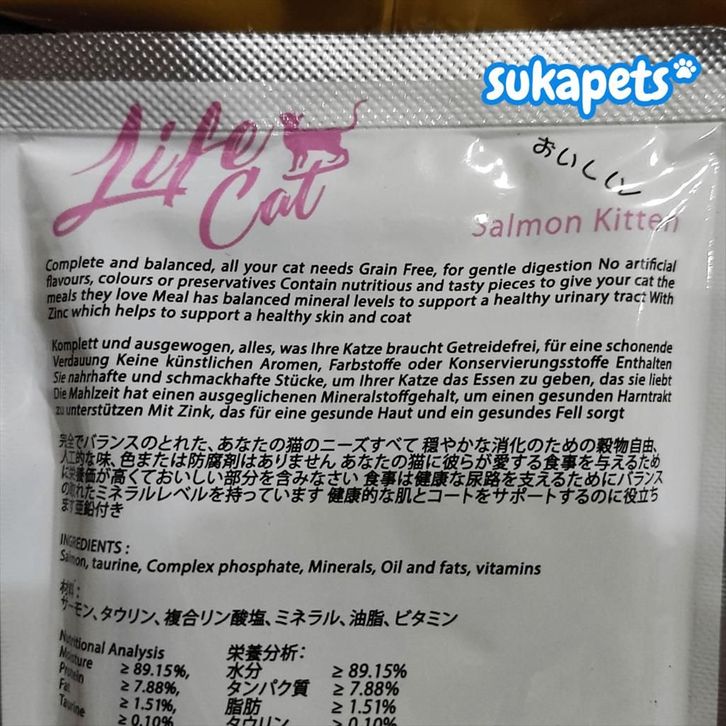 sukapets
Life Cat
おいしい
Salmon Kitten
Complete and balanced, all your cat needs Grain Free, for gentle digestion No artificial
flavours, colours or preservatives Contain nutritious and tasty pieces to give your cat the
meals they love Meal has balanced mineral levels to support a healthy urinary tract With
Zinc which helps to support a healthy skin and coat
Komplett und ausgewogen, alles, was Ihre Katze braucht Getreidefrei, für eine schonende
Verdauung Keine künstlichen Aromen, Farbstoffe oder Konservierungsstoffe Enthalten
Sie nahrhafte und schmackhafte Stücke, um Ihrer Katze das Essen zu geben, das sie liebt
Die Mahlzeit hat einen ausgeglichenen Mineralstoffgehalt, um einen gesunden Harntrakt
zu unterstützen Mit Zink, das für eine gesunde Haut und ein gesundes Fell sorgt
完全でバランスのとれた、あなたの猫のニーズすべて 穏やかな消化のための穀物自由、
人工的な味、色または防腐剤はありません あなたの猫に彼らが愛する食事を与えるため
に栄養価が高くておいしい部分を含みなさい 食事は健康な尿路を支えるためにバランス
の取れたミネラルレベルを持っています 健康的な肌とコートをサポートするのに役立ち
ます亜鉛付き
INGREDIENTS :
Salmon, taurine, Complex phosphate, Minerals, Oil and fats, vitamins
材料 :
サーモン、タウリン、複合リン酸塩、ミネラル、油脂、ビタミン
Nutritional Analysis 栄養分析:
Moisture ≥ 89.15%, 水分 ≥ 89.15%
Protein ≥ 7.88%, タンパク質 ≥ 7.88%
Fat ≥ 1.51%, 脂肪 ≥ 1.51%
Taurine ≥ 0.10% タウリン ≥ 0.10%